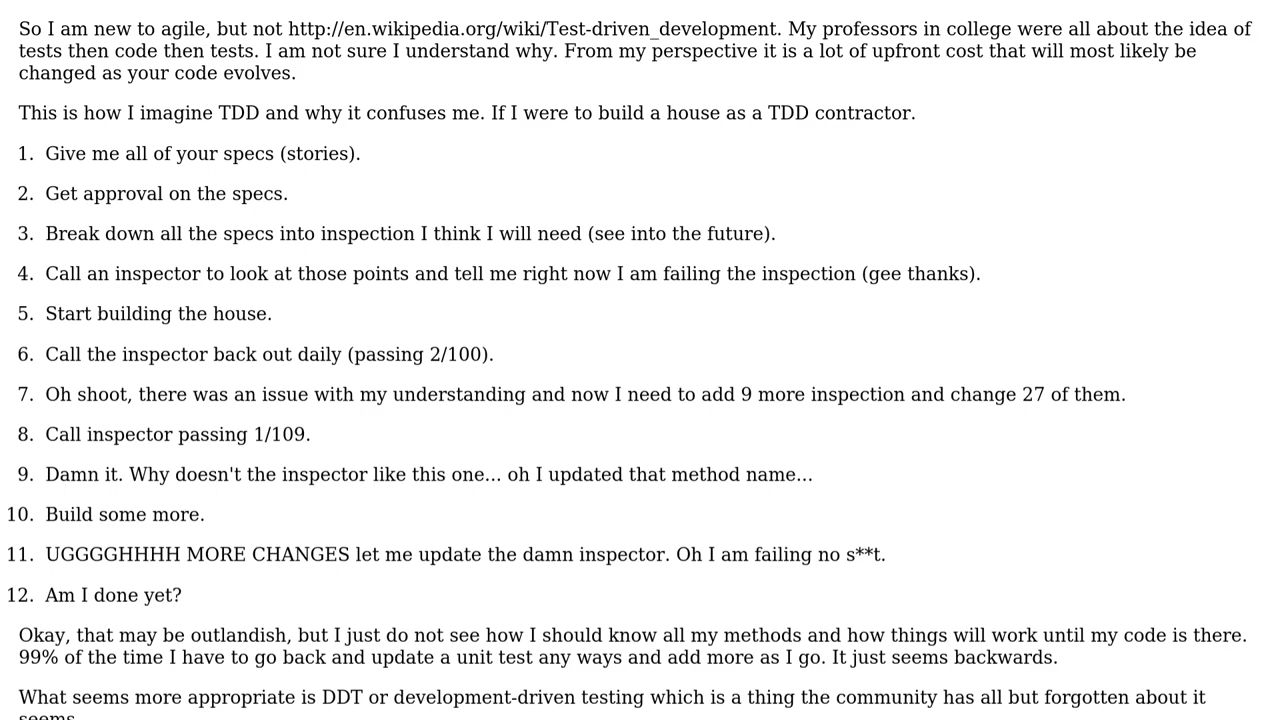 So I am new to agile, but not http://en.wikipedia.org/wiki/Test-driven_development. My professors in college were all about the idea of
tests then code then tests. I am not sure I understand why. From my perspective it is a lot of upfront cost that will most likely be
changed as your code evolves.
This is how I imagine TDD and why it confuses me. If I were to build a house as a TDD contractor.
1. Give me all of your specs (stories).
2. Get approval on the specs.
3. Break down all the specs into inspection I think I will need (see into the future).
4. Call an inspector to look at those points and tell me right now I am failing the inspection (gee thanks).
5. Start building the house.
6. Call the inspector back out daily (passing 2/100).
7. Oh shoot, there was an issue with my understanding and now I need to add 9 more inspection and change 27 of them.
8. Call inspector passing 1/109.
9. Damn it. Why doesn't the inspector like this one... oh I updated that method name...
10. Build some more.
11. UGGGGHHHH MORE CHANGES let me update the damn inspector. Oh I am failing no s**t.
12. Am I done yet?
Okay, that may be outlandish, but I just do not see how I should know all my methods and how things will work until my code is there.
99% of the time I have to go back and update a unit test any ways and add more as I go. It just seems backwards.
What seems more appropriate is DDT or development-driven testing which is a thing the community has all but forgotten about it
seems.